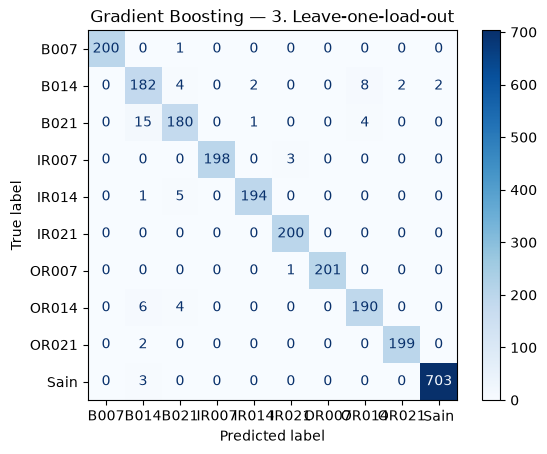 Gradient Boosting — 3. Leave-one-load-out
True label
B007 200 0 1 0 0 0 0 0 0 0
B014 0 182 4 0 2 0 0 8 2 2
B021 0 15 180 0 1 0 0 4 0 0
IR007 0 0 0 198 0 3 0 0 0 0
IR014 0 1 5 0 194 0 0 0 0 0
IR021 0 0 0 0 0 200 0 0 0 0
OR007 0 0 0 0 0 1 201 0 0 0
OR014 0 6 4 0 0 0 0 190 0 0
OR021 0 2 0 0 0 0 0 0 199 0
Sain 0 3 0 0 0 0 0 0 0 703
B007 B014 B021 IR007 IR014 IR021 OR007 OR014 OR021 Sain
Predicted label
700
600
500
400
300
200
100
0